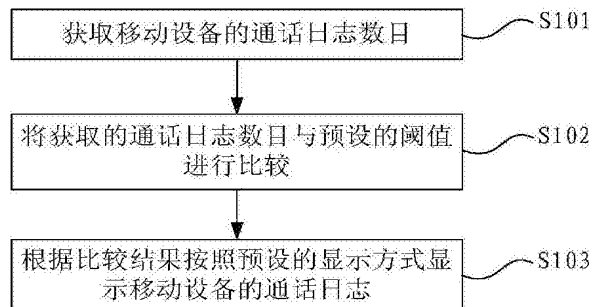 获取移动设备的通话日志数目
S101
将获取的通话日志数目与预设的阈值
进行比较
S102
根据比较结果按照预设的显示方式显
示移动设备的通话日志
S103